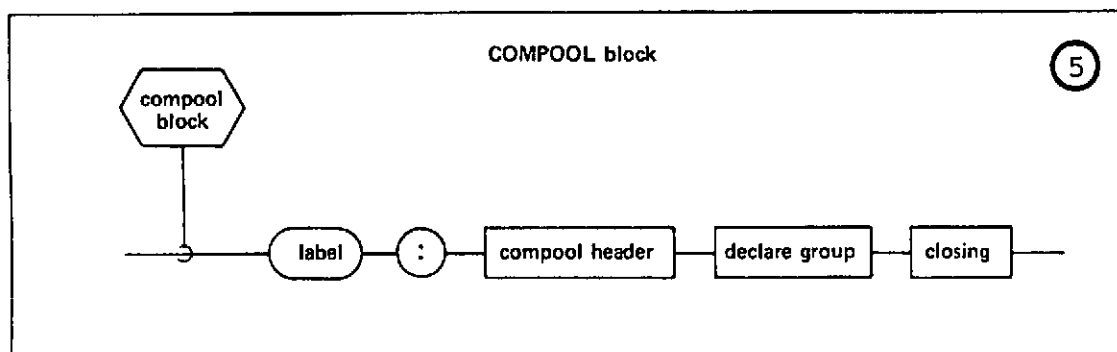 COMPOOL block
5
compool
block
label : compool header declare group closing